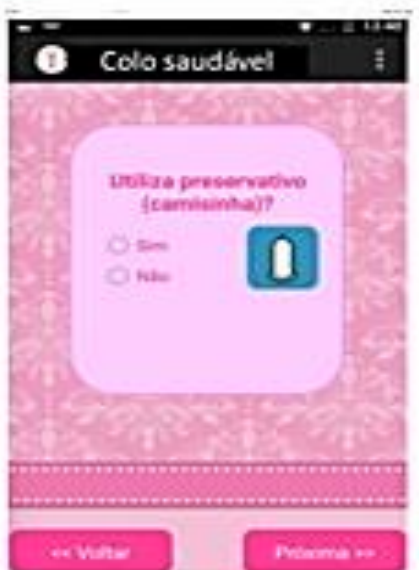 Colo saudável
Utiliza preservativo
(camisinha)?
Sim
Não
<< Voltar
Próxima >>